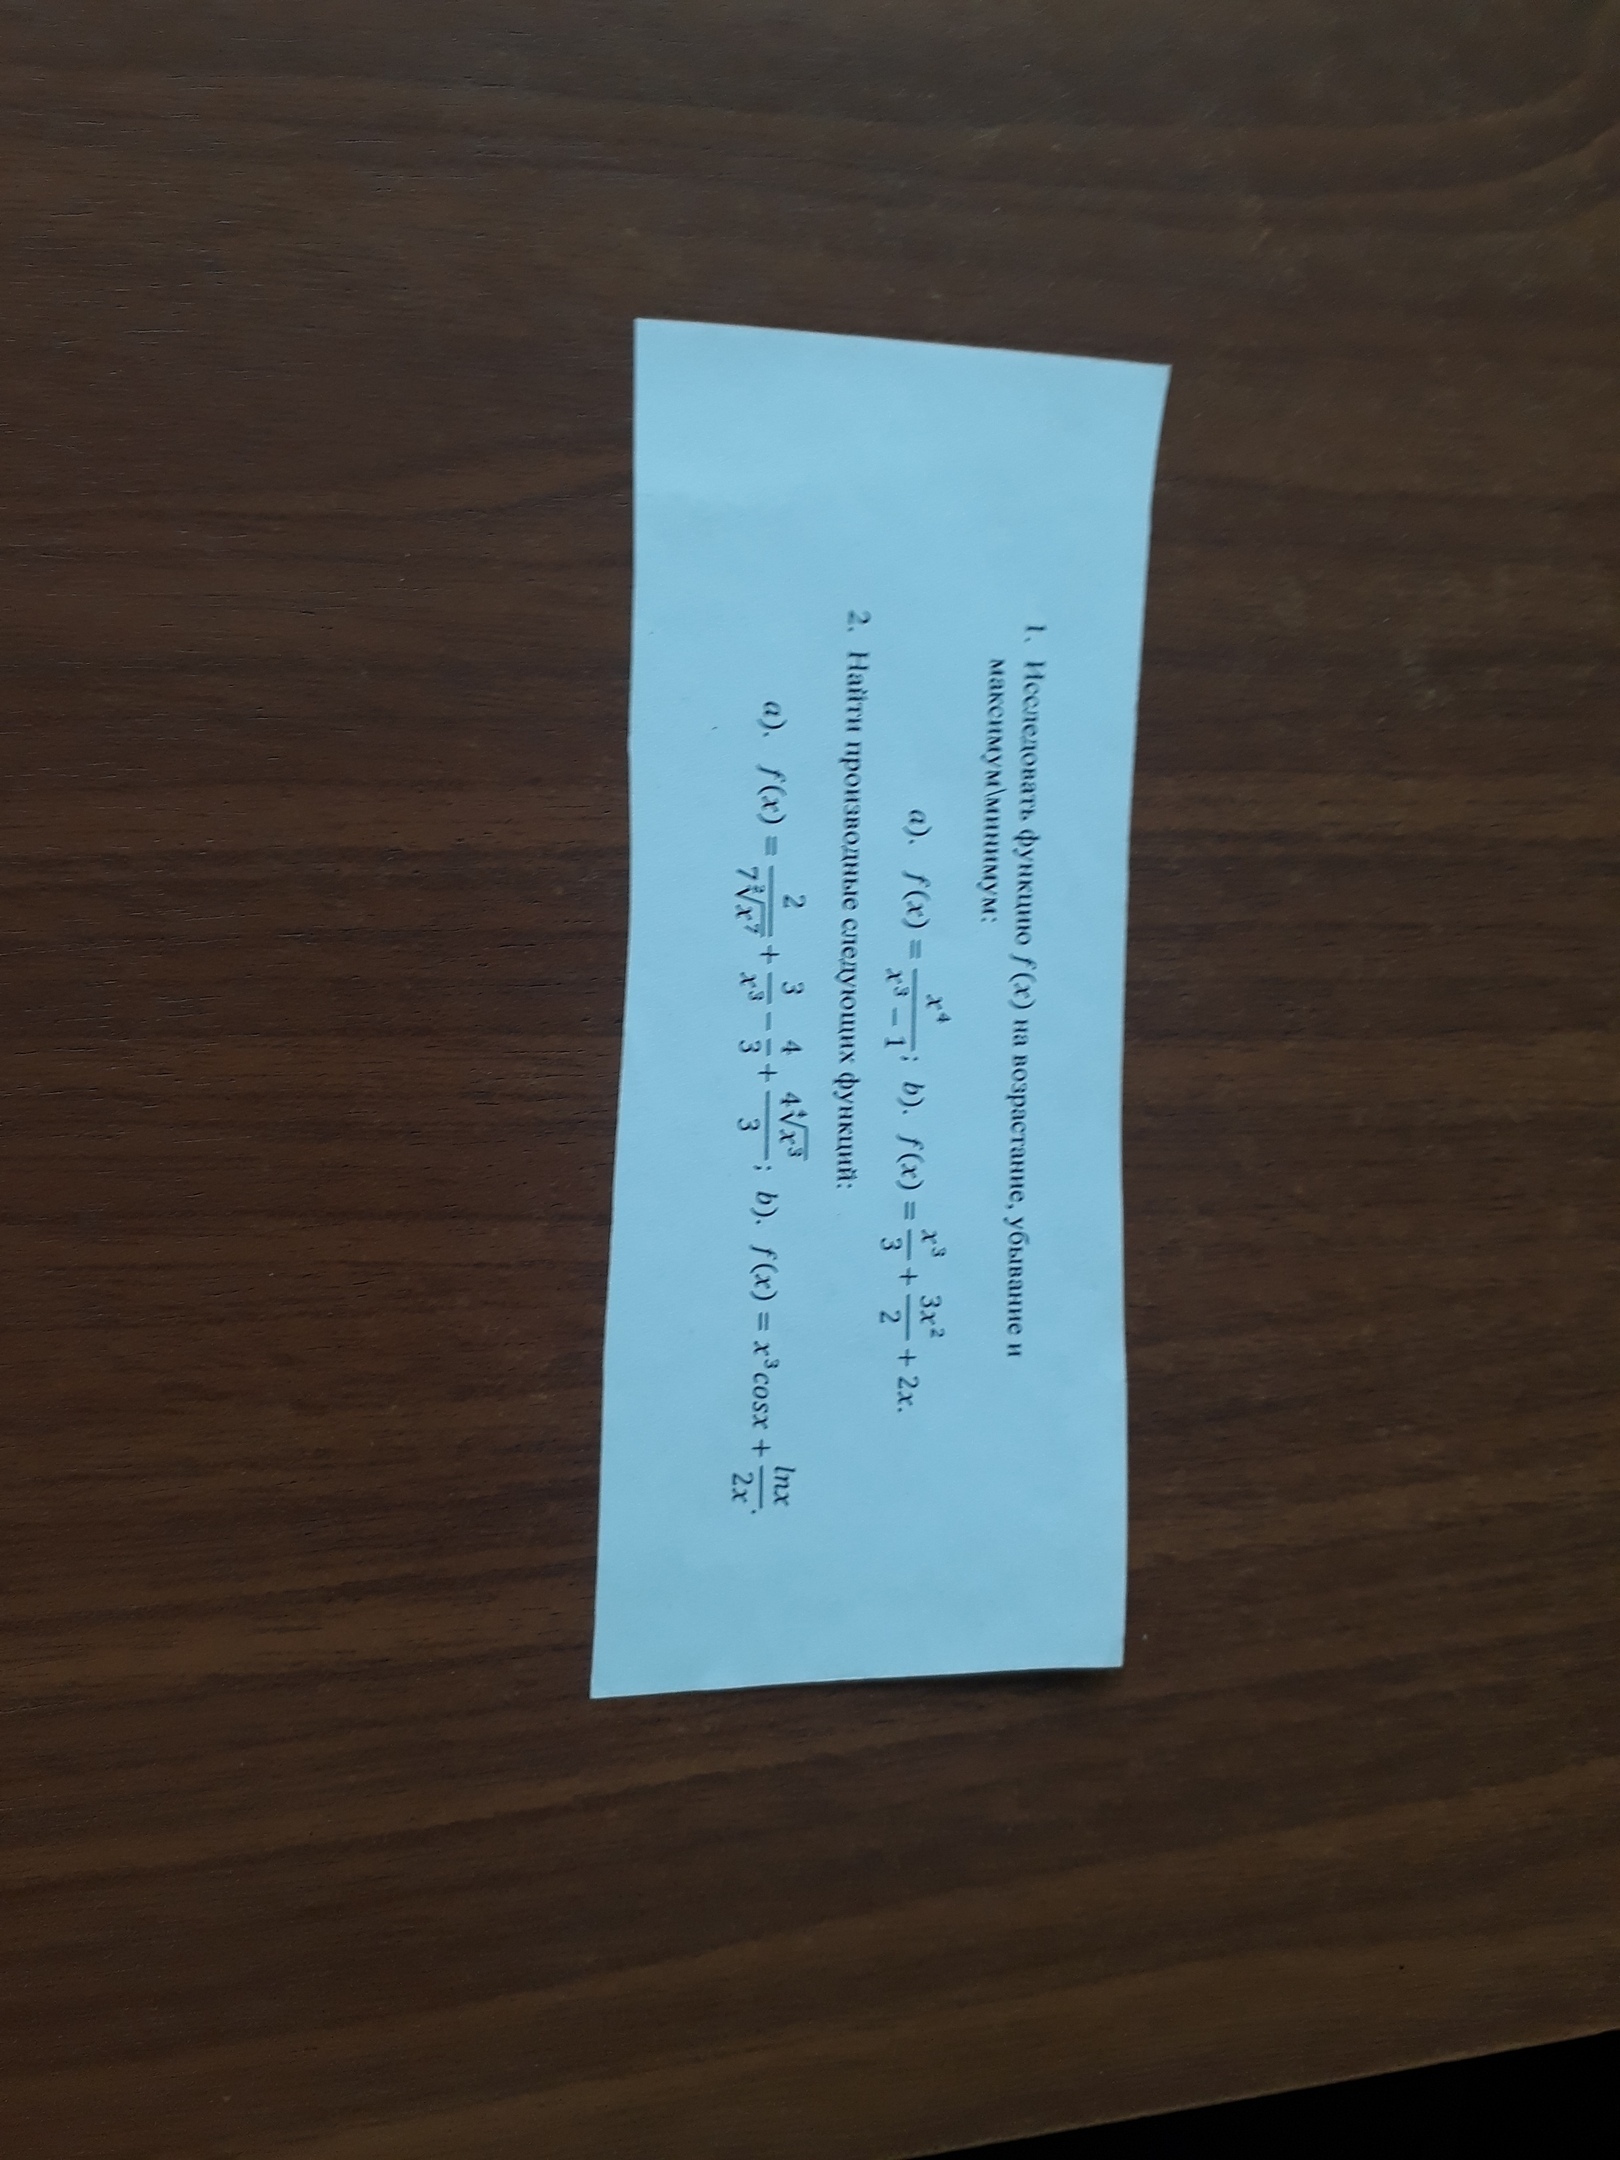 1. Исследовать функцию f(x) на возрастание, убывание и
максимум\минимум:
a). f(x) = x⁴/(x³ − 1); b). f(x) = x³/3 + 3x²/2 + 2x.
2. Найти производные следующих функций:
a). f(x) = 2/(7∛x⁷) + 3/x³ − 4/3 + 4∜x³/3; b). f(x) = x³cosx + lnx/2x.